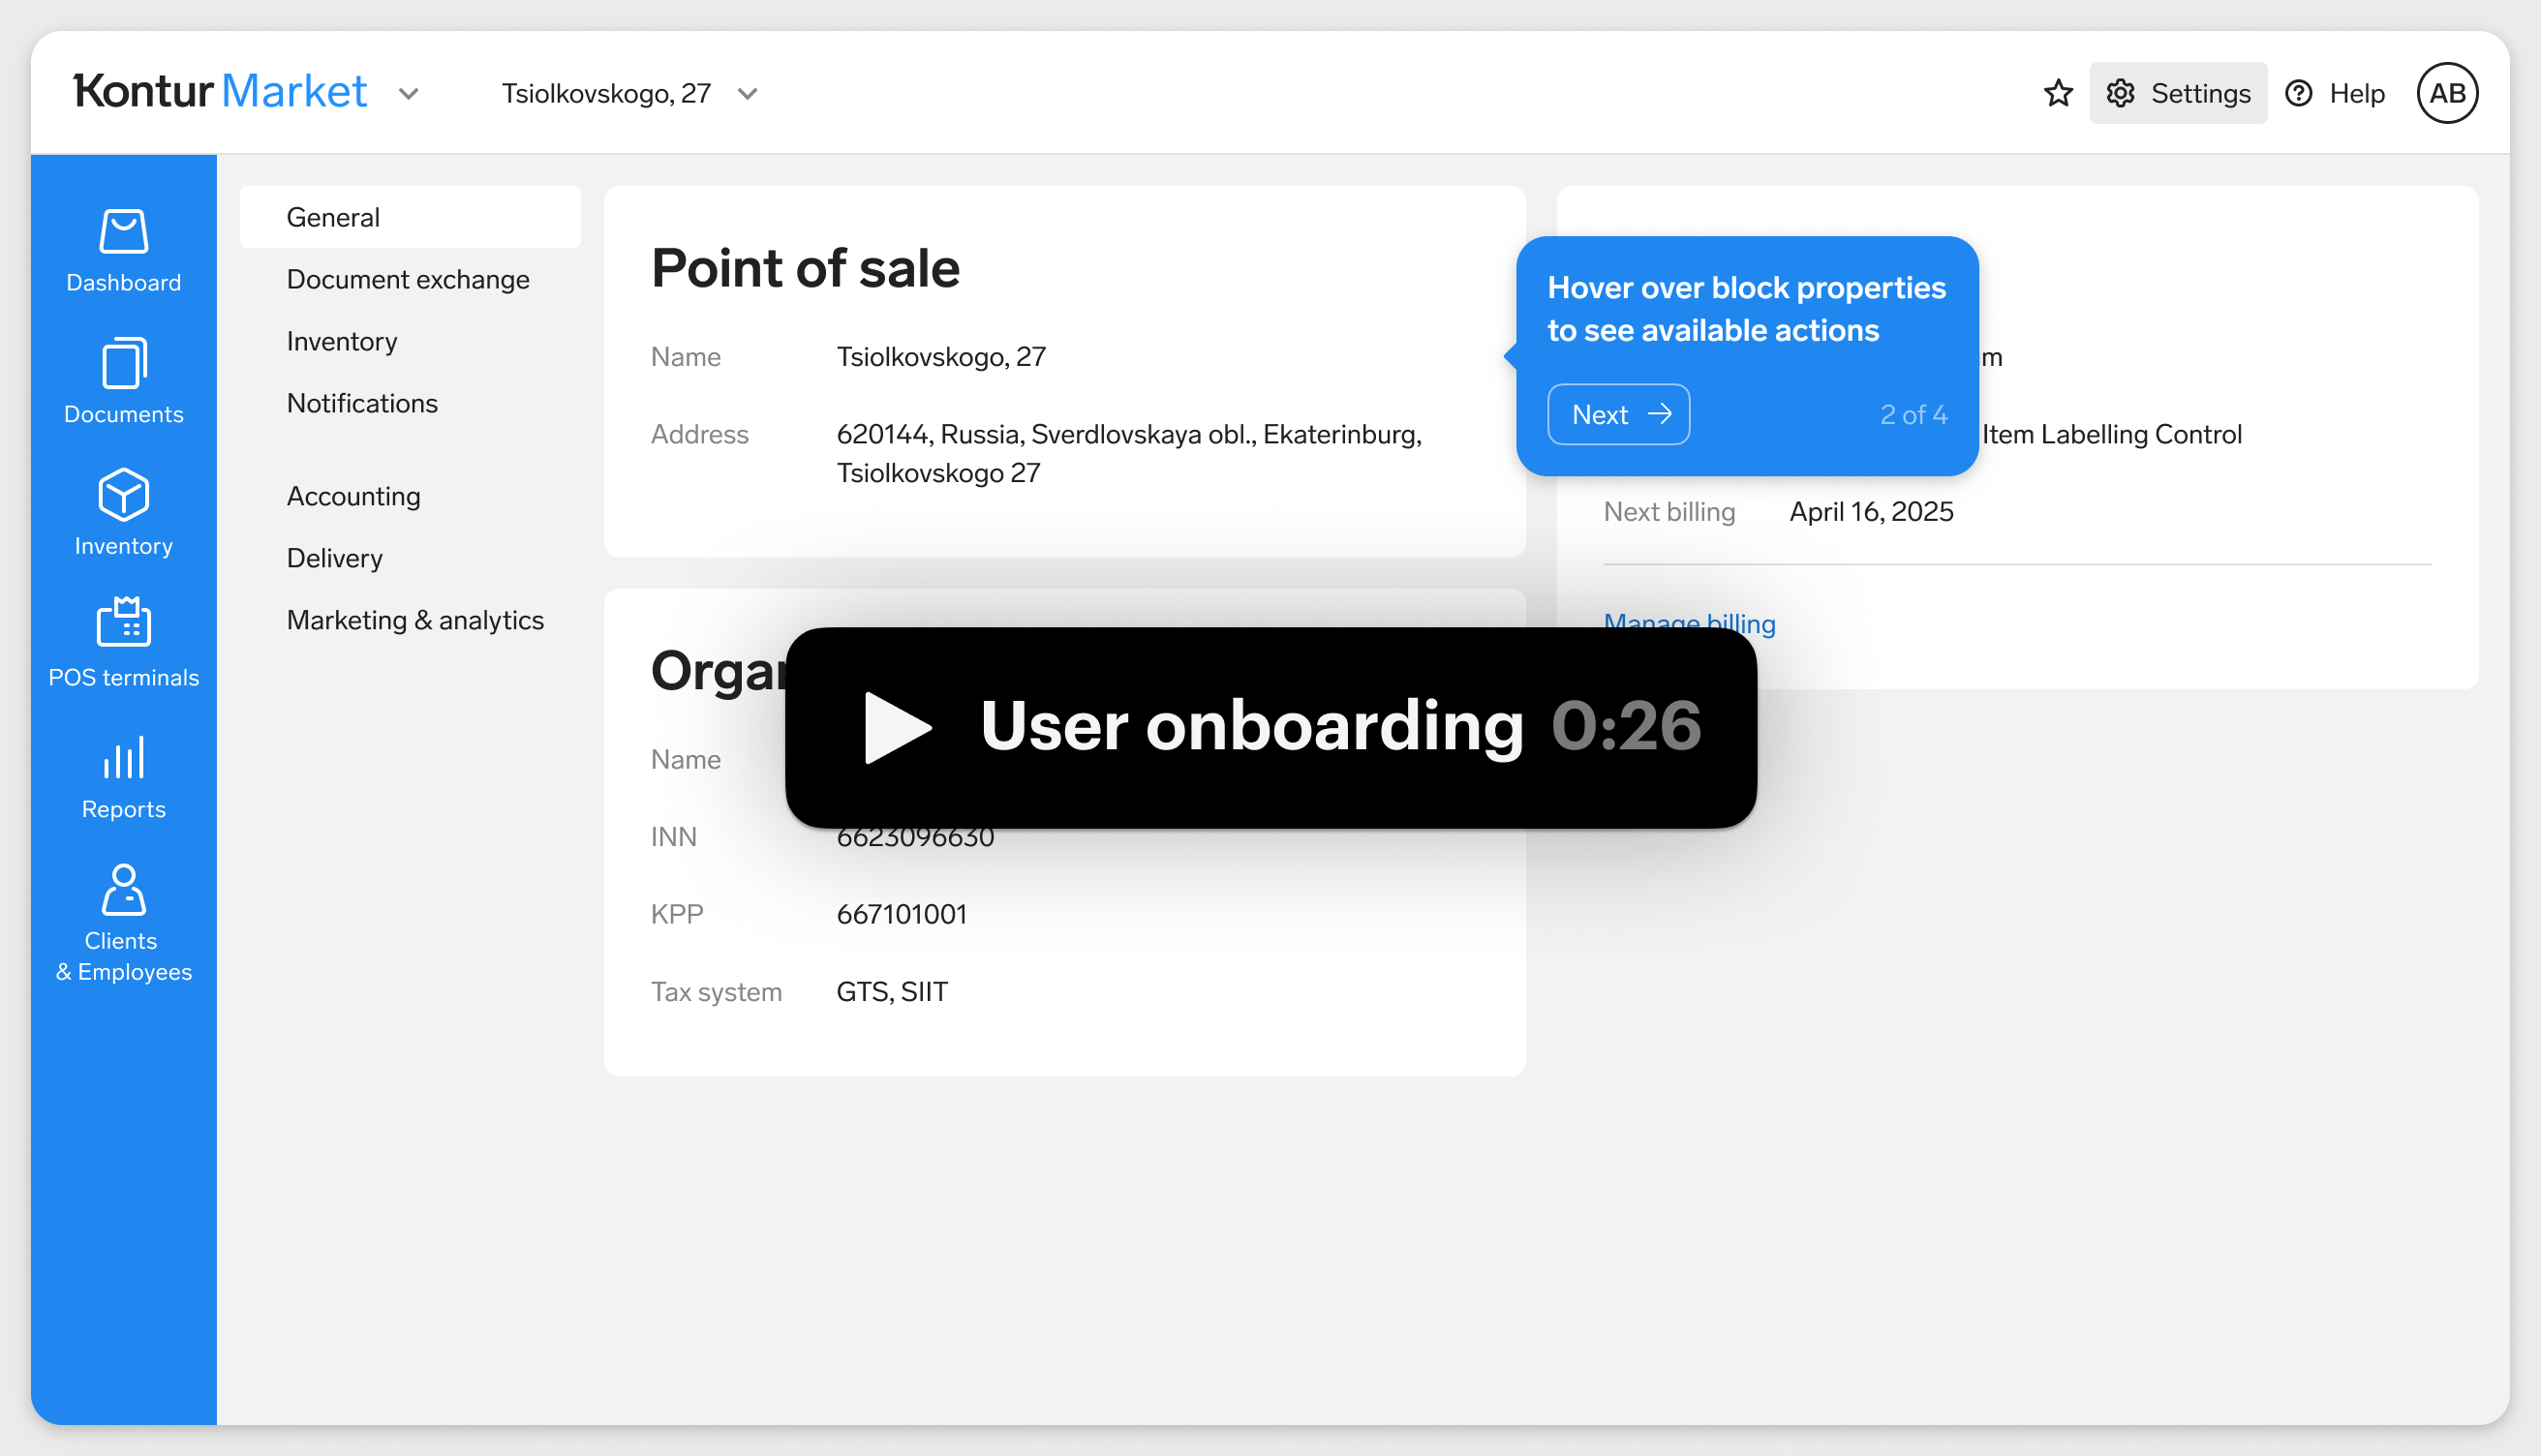 Kontur Market
Tsiolkovskogo, 27
Settings
Help
AB
Dashboard
Documents
Inventory
POS terminals
Reports
Clients
& Employees
General
Document exchange
Inventory
Notifications
Accounting
Delivery
Marketing & analytics
Point of sale
Name
Tsiolkovskogo, 27
Address
620144, Russia, Sverdlovskaya obl., Ekaterinburg,
Tsiolkovskogo 27
Hover over block properties
to see available actions
Next
2 of 4
Item Labelling Control
Next billing
April 16, 2025
Manage billing
User onboarding 0:26
Name
INN
6623096630
KPP
667101001
Tax system
GTS, SIIT